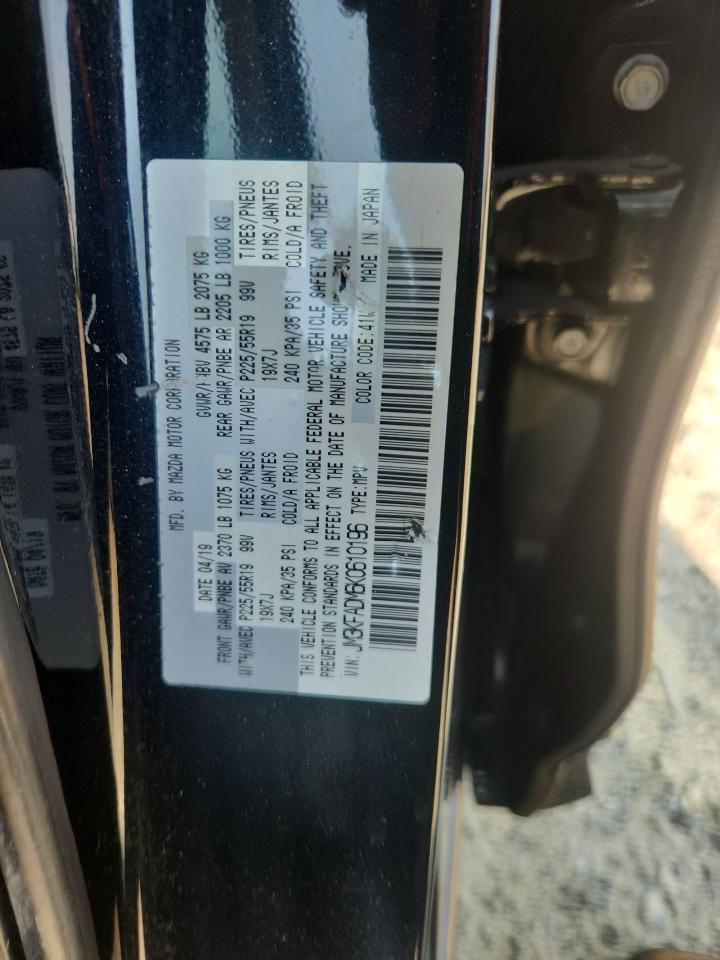 MFD. BY MAZDA MOTOR CORPORATION
DATE 04/19 GVWR/PNBV 4575 LB 2075 KG
FRONT GAWR/PNBE AV 2370 LB 1075 KG REAR GAWR/PNBE AR 2205 LB 1000 KG
WITH/AVEC P225/55R19 99V TIRES/PNEUS WITH/AVEC P225/55R19 99V TIRES/PNEUS
19X7J RIMS/JANTES 19X7J RIMS/JANTES
240 KPA/35 PSI COLD/A FROID 240 KPA/35 PSI COLD/A FROID
THIS VEHICLE CONFORMS TO ALL APPLICABLE FEDERAL MOTOR VEHICLE SAFETY AND THEFT
PREVENTION STANDARDS IN EFFECT ON THE DATE OF MANUFACTURE SHOWN ABOVE.
VIN: JM3KFADM6K0610196 TYPE:MPV COLOR CODE:41W MADE IN JAPAN